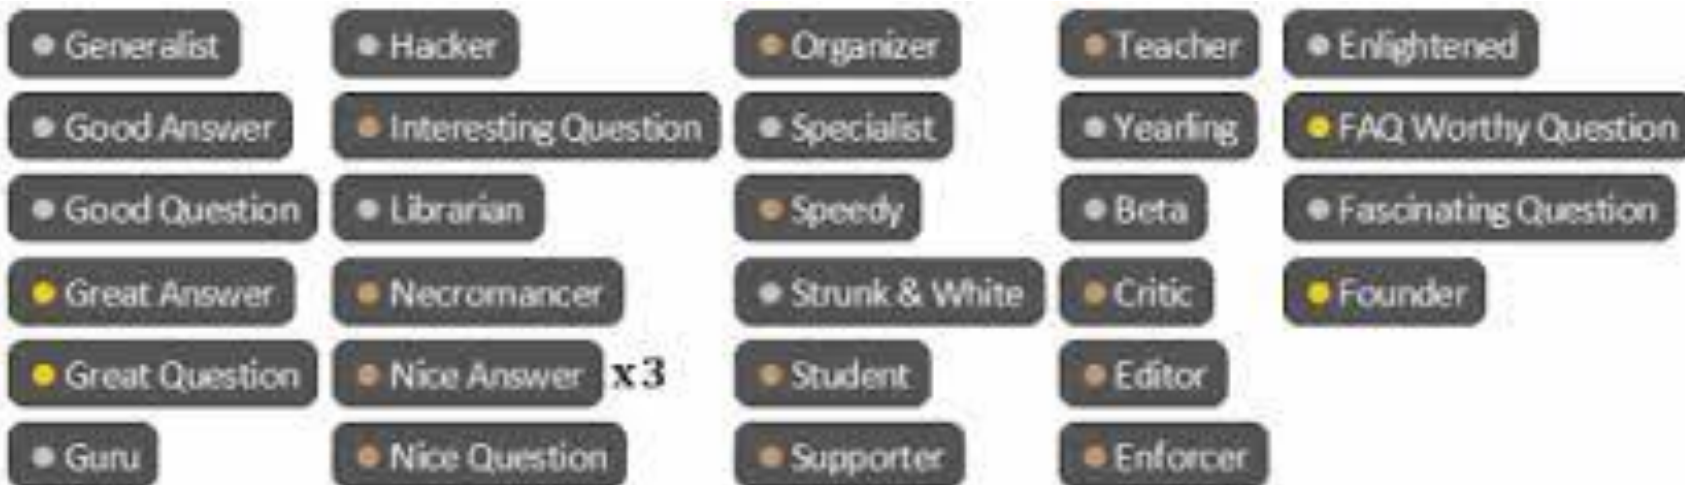 Generalist
Hacker
Organizer
Teacher
Enlightened
Good Answer
Interesting Question
Specialist
Yearling
FAQ Worthy Question
Good Question
Librarian
Speedy
Beta
Fascinating Question
Great Answer
Necromancer
Strunk & White
Critic
Founder
Great Question
Nice Answer x 3
Student
Editor
Guru
Nice Question
Supporter
Enforcer